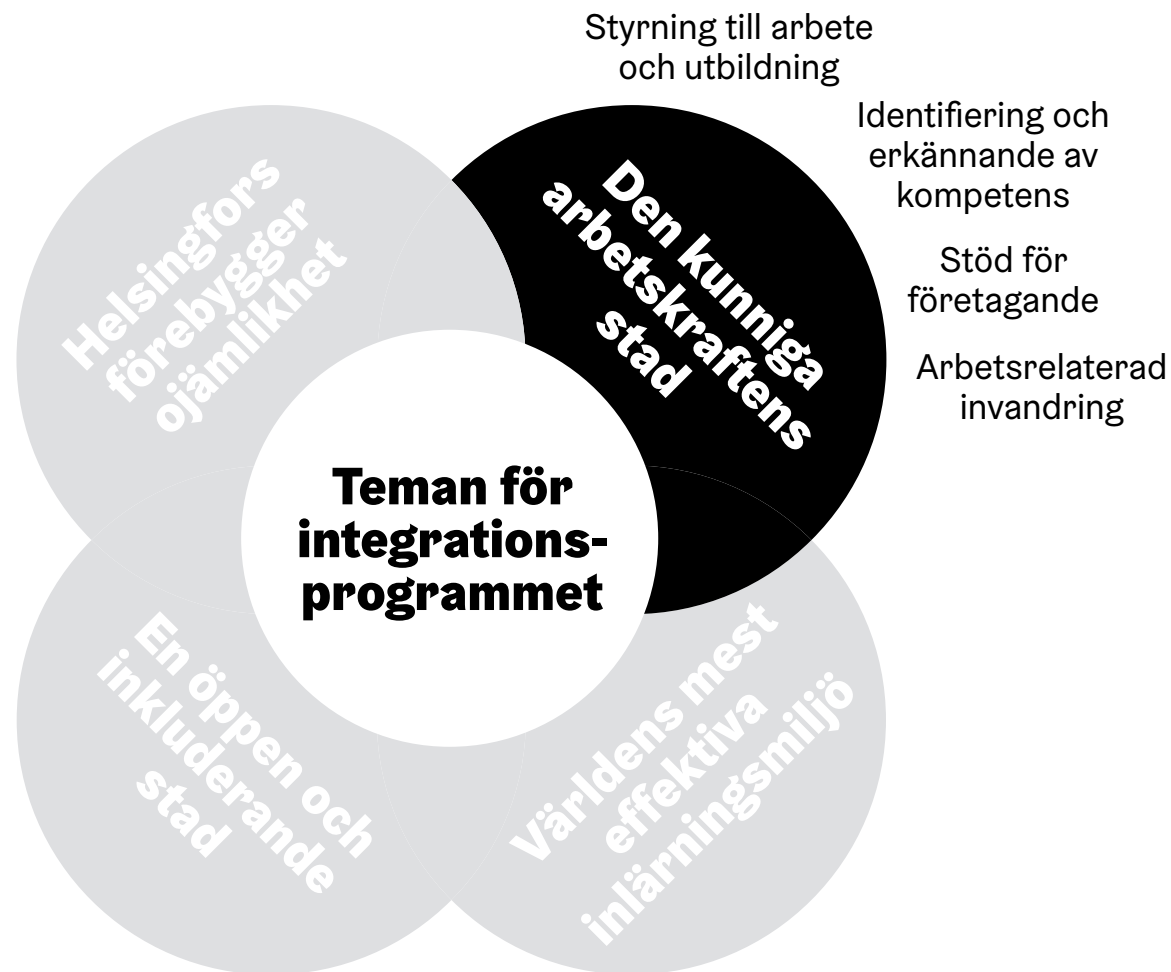 Styrning till arbete
och utbildning
Identifiering och
erkännande av
kompetens
Stöd för
företagande
Arbetsrelaterad
invandring
Helsingfors
förebygger
ojämlikhet
Den kunniga
arbetskraftens
stad
Teman för
integrations-
programmet
En öppen och
inkluderande
stad
Världens mest
effektiva
inlärningsmiljö